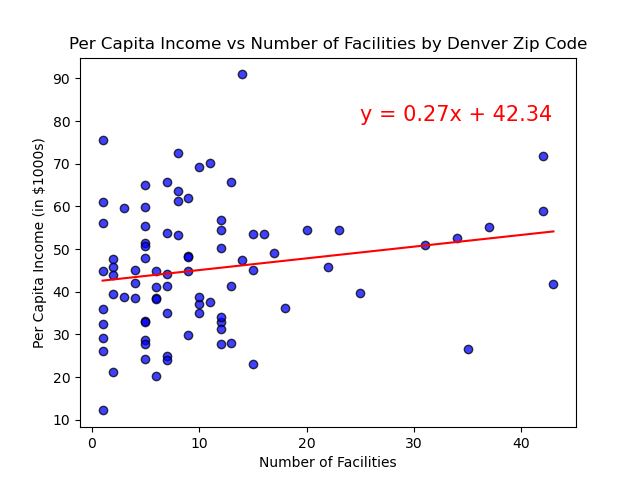 Per Capita Income vs Number of Facilities by Denver Zip Code
90
80
70
60
50
40
30
20
10
y = 0.27x + 42.34
Per Capita Income (in $1000s)
0 10 20 30 40
Number of Facilities